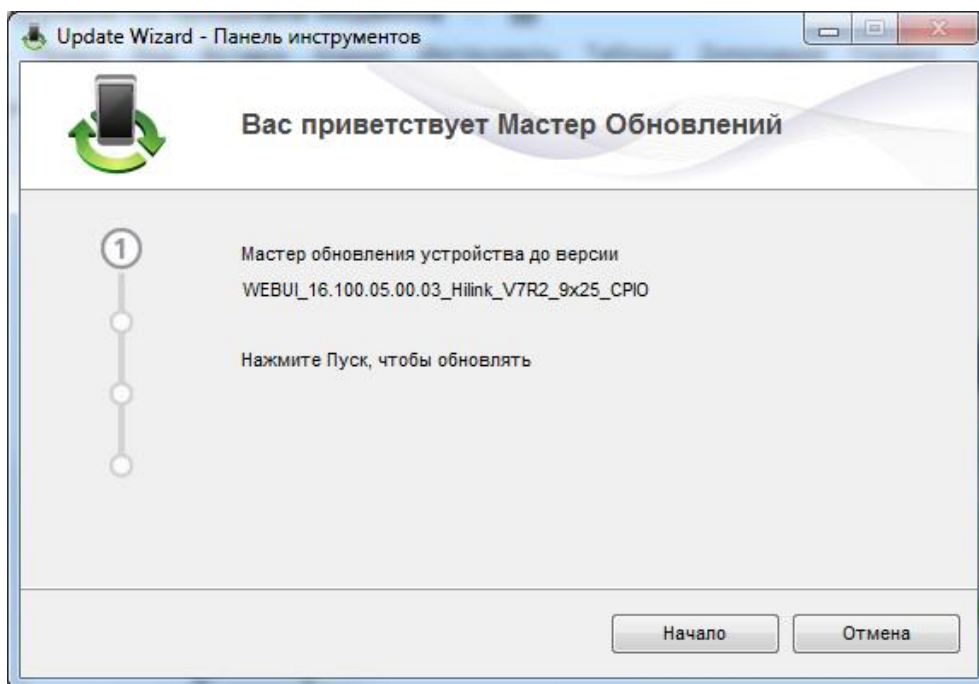 Update Wizard - Панель инструментов
Вас приветствует Мастер Обновлений
1
Мастер обновления устройства до версии
WEBUI_16.100.05.00.03_Hilink_V7R2_9x25_CPIO
Нажмите Пуск, чтобы обновлять
Начало
Отмена